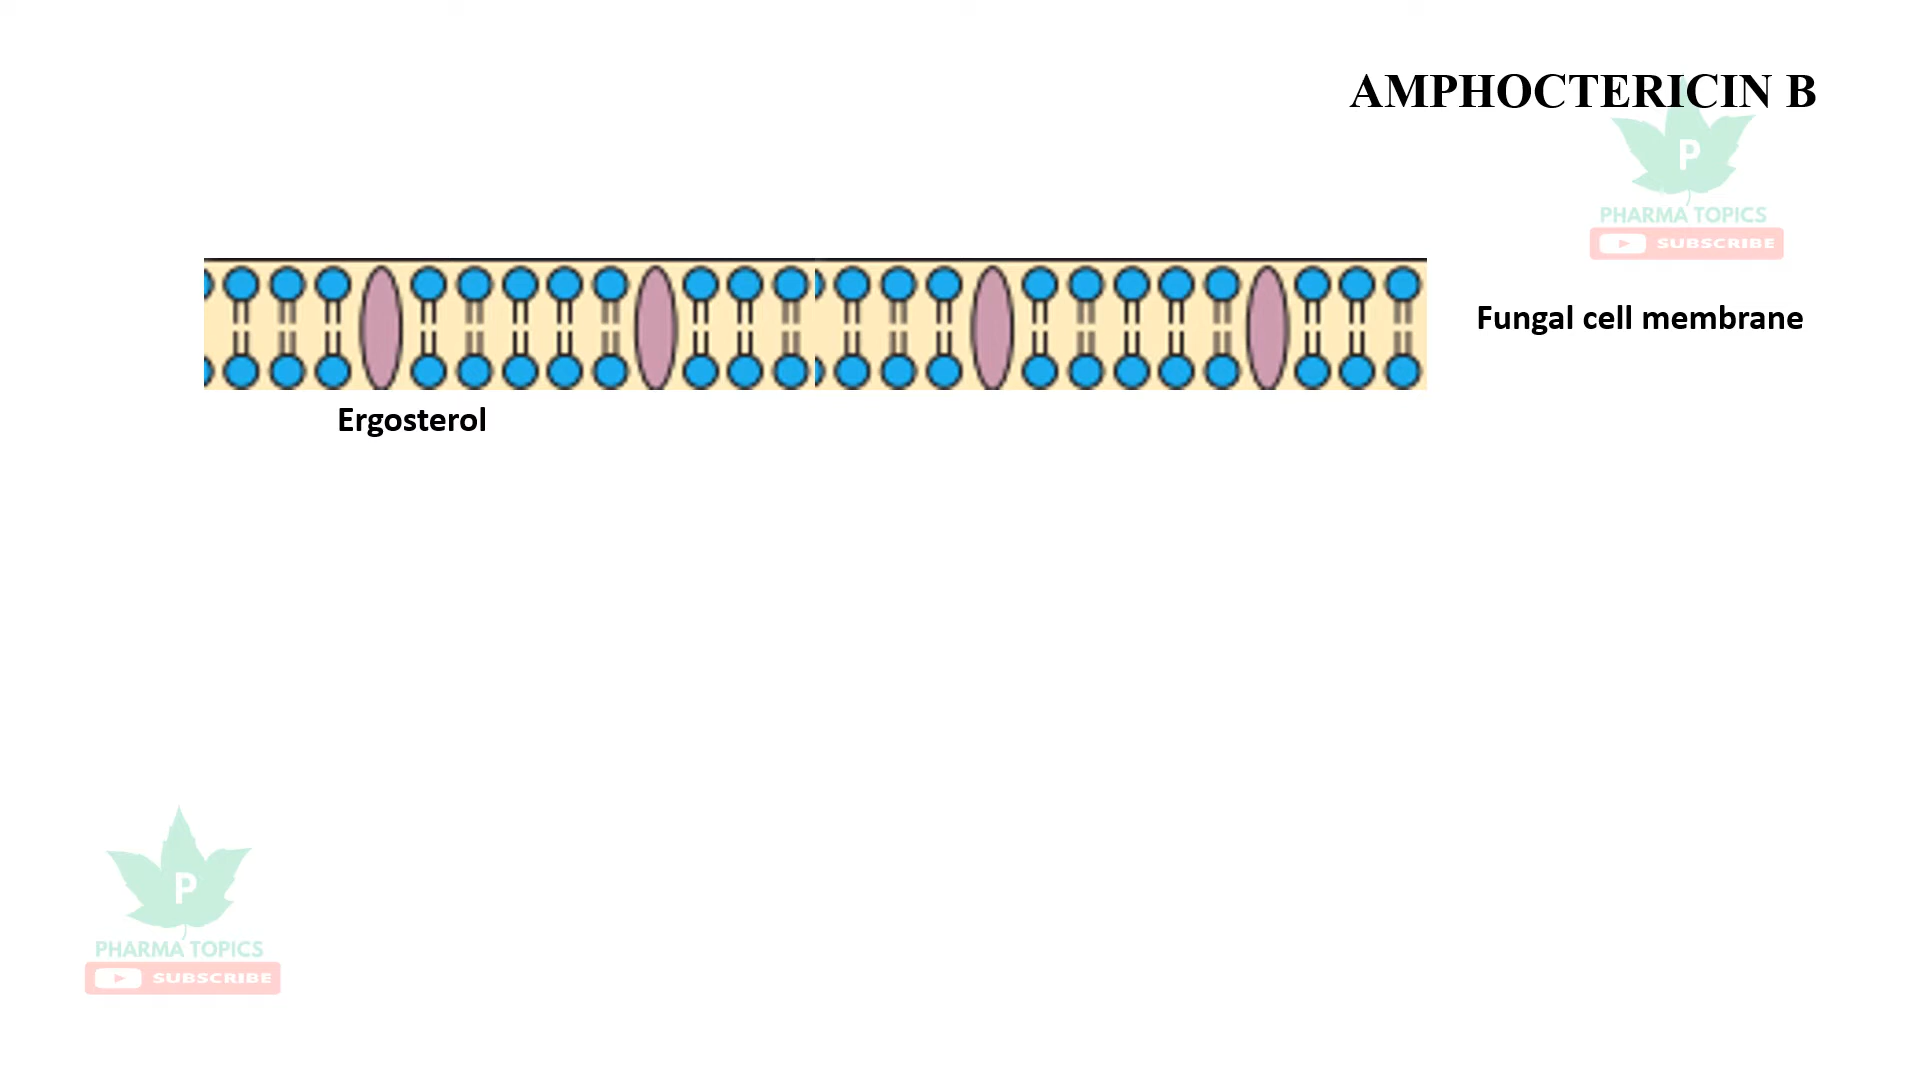 AMPHOCTERICIN B
P
PHARMA TOPICS
SUBSCRIBE
Fungal cell membrane
Ergosterol
P
PHARMA TOPICS
SUBSCRIBE